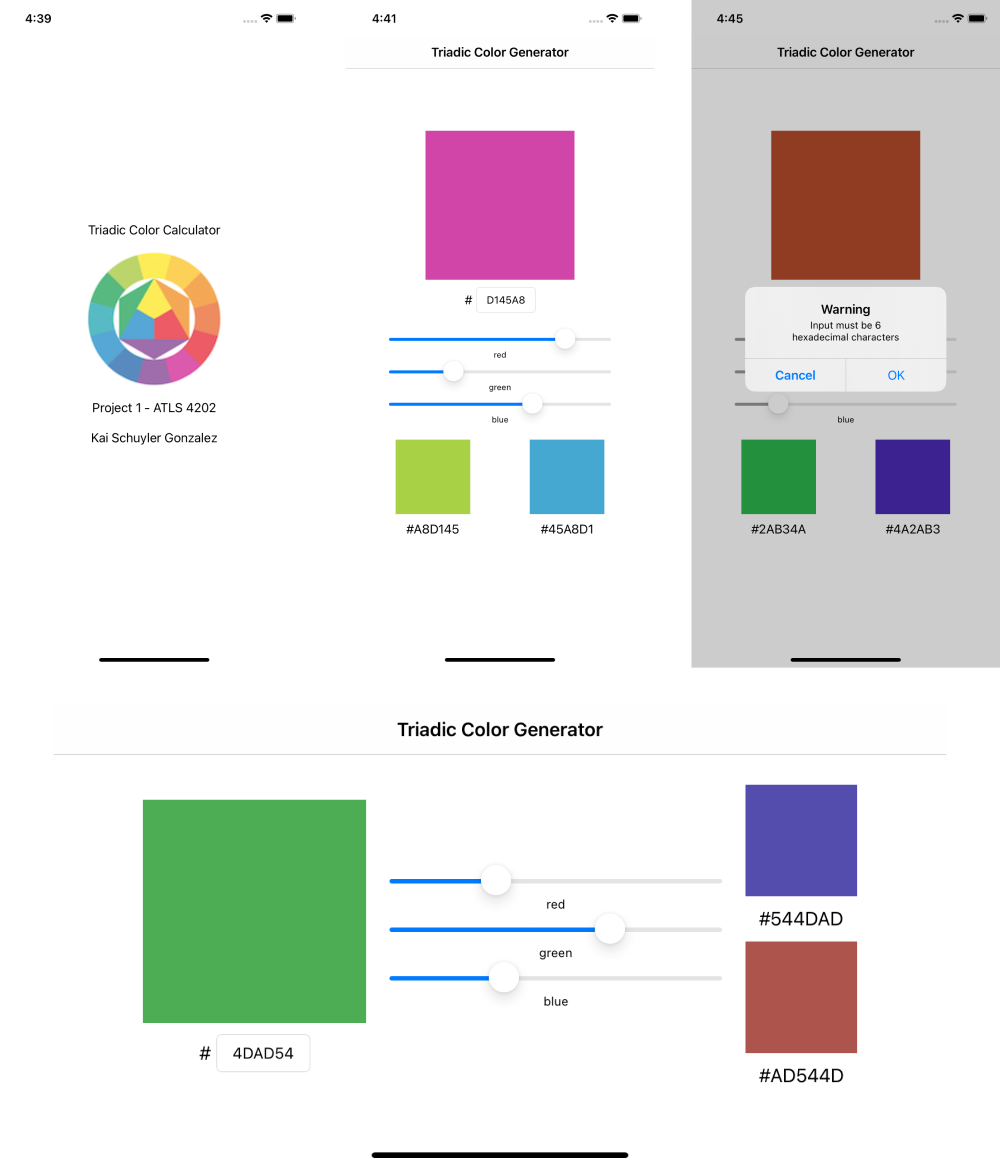 4:39
Triadic Color Calculator
Project 1 - ATLS 4202
Kai Schuyler Gonzalez
4:41
Triadic Color Generator
# D145A8
red
green
blue
#A8D145
#45A8D1
4:45
Triadic Color Generator
Warning
Input must be 6
hexadecimal characters
Cancel
OK
blue
#2AB34A
#4A2AB3
Triadic Color Generator
# 4DAD54
red
green
blue
#544DAD
#AD544D